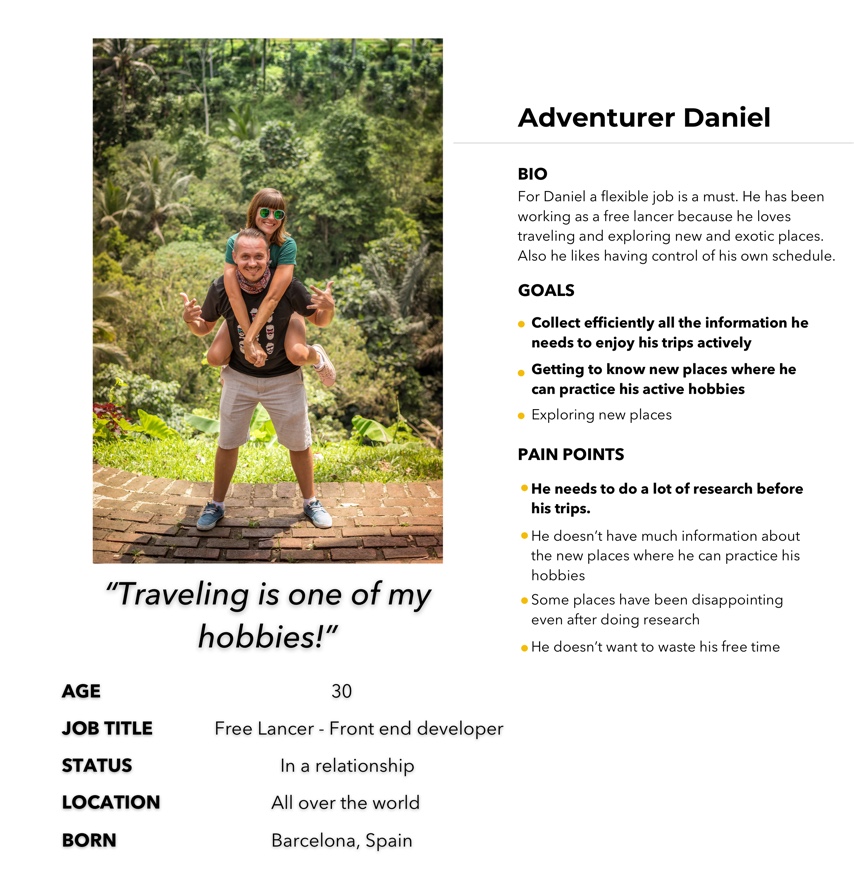 Adventurer Daniel
BIO
For Daniel a flexible job is a must. He has been
working as a free lancer because he loves
traveling and exploring new and exotic places.
Also he likes having control of his own schedule.
GOALS
Collect efficiently all the information he
needs to enjoy his trips actively
Getting to know new places where he
can practice his active hobbies
Exploring new places
PAIN POINTS
He needs to do a lot of research before
his trips.
He doesn’t have much information about
the new places where he can practice his
hobbies
Some places have been disappointing
even after doing research
He doesn’t want to waste his free time
“Traveling is one of my
hobbies!”
AGE 30
JOB TITLE Free Lancer - Front end developer
STATUS In a relationship
LOCATION All over the world
BORN Barcelona, Spain